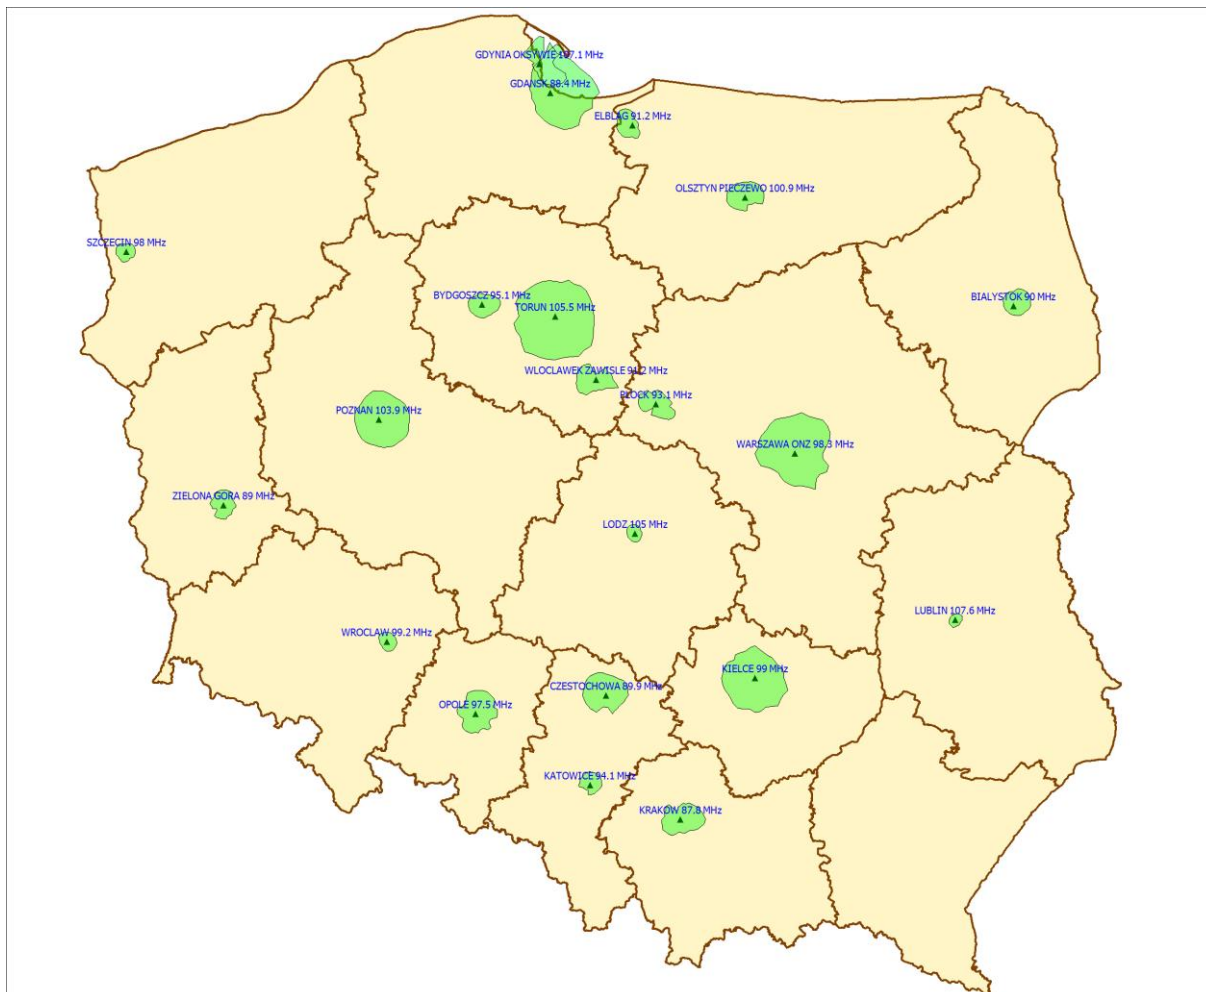 GDYNIA OKSYWIE 107.1 MHz
GDANSK 88.4 MHz
ELBLAG 91.2 MHz
OLSZTYN PIECZEWO 100.9 MHz
SZCZECIN 98 MHz
BYDGOSZCZ 95.1 MHz
TORUN 105.5 MHz
BIALYSTOK 90 MHz
WLOCLAWEK ZAWISLE 91.2 MHz
PLOCK 93.1 MHz
POZNAN 103.9 MHz
WARSZAWA ONZ 98.3 MHz
ZIELONA GORA 89 MHz
LODZ 105 MHz
LUBLIN 107.6 MHz
WROCLAW 99.2 MHz
KIELCE 99 MHz
CZESTOCHOWA 89.9 MHz
OPOLE 97.5 MHz
KATOWICE 94.1 MHz
KRAKOW 87.8 MHz